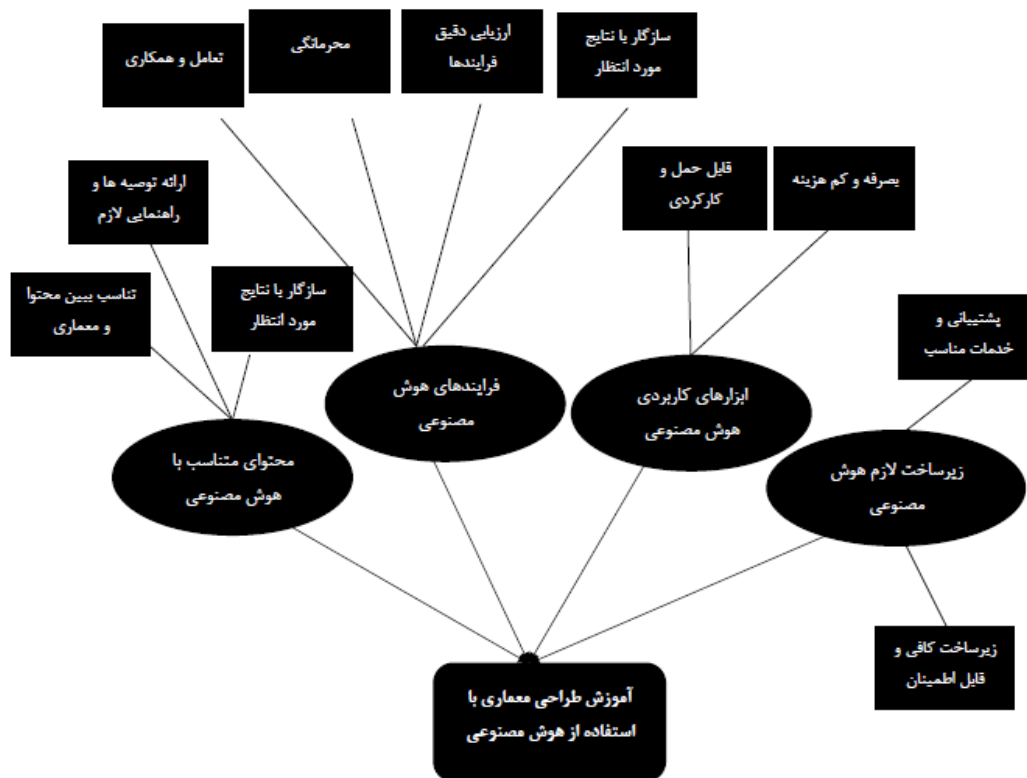 سازگار یا نتایج
مورد انتظار
ارزیابی دقیق
فرایندها
محرمانگی
تعامل و همکاری
بصرفه و کم هزینه
قابل حمل و
کارکردی
ارائه توصیه ها و
راهنمایی لازم
سازگار یا نتایج
مورد انتظار
تناسب بیین محتوا
و معماری
پشتیبانی و
خدمات مناسب
فرایندهای هوش
مصنوعی
ابزارهای کاربردی
هوش مصنوعی
محتوای متناسب با
هوش مصنوعی
زیرساخت لازم هوش
مصنوعی
زیرساخت کافی و
قابل اطمینان
آموزش طراحی معماری با
استفاده از هوش مصنوعی